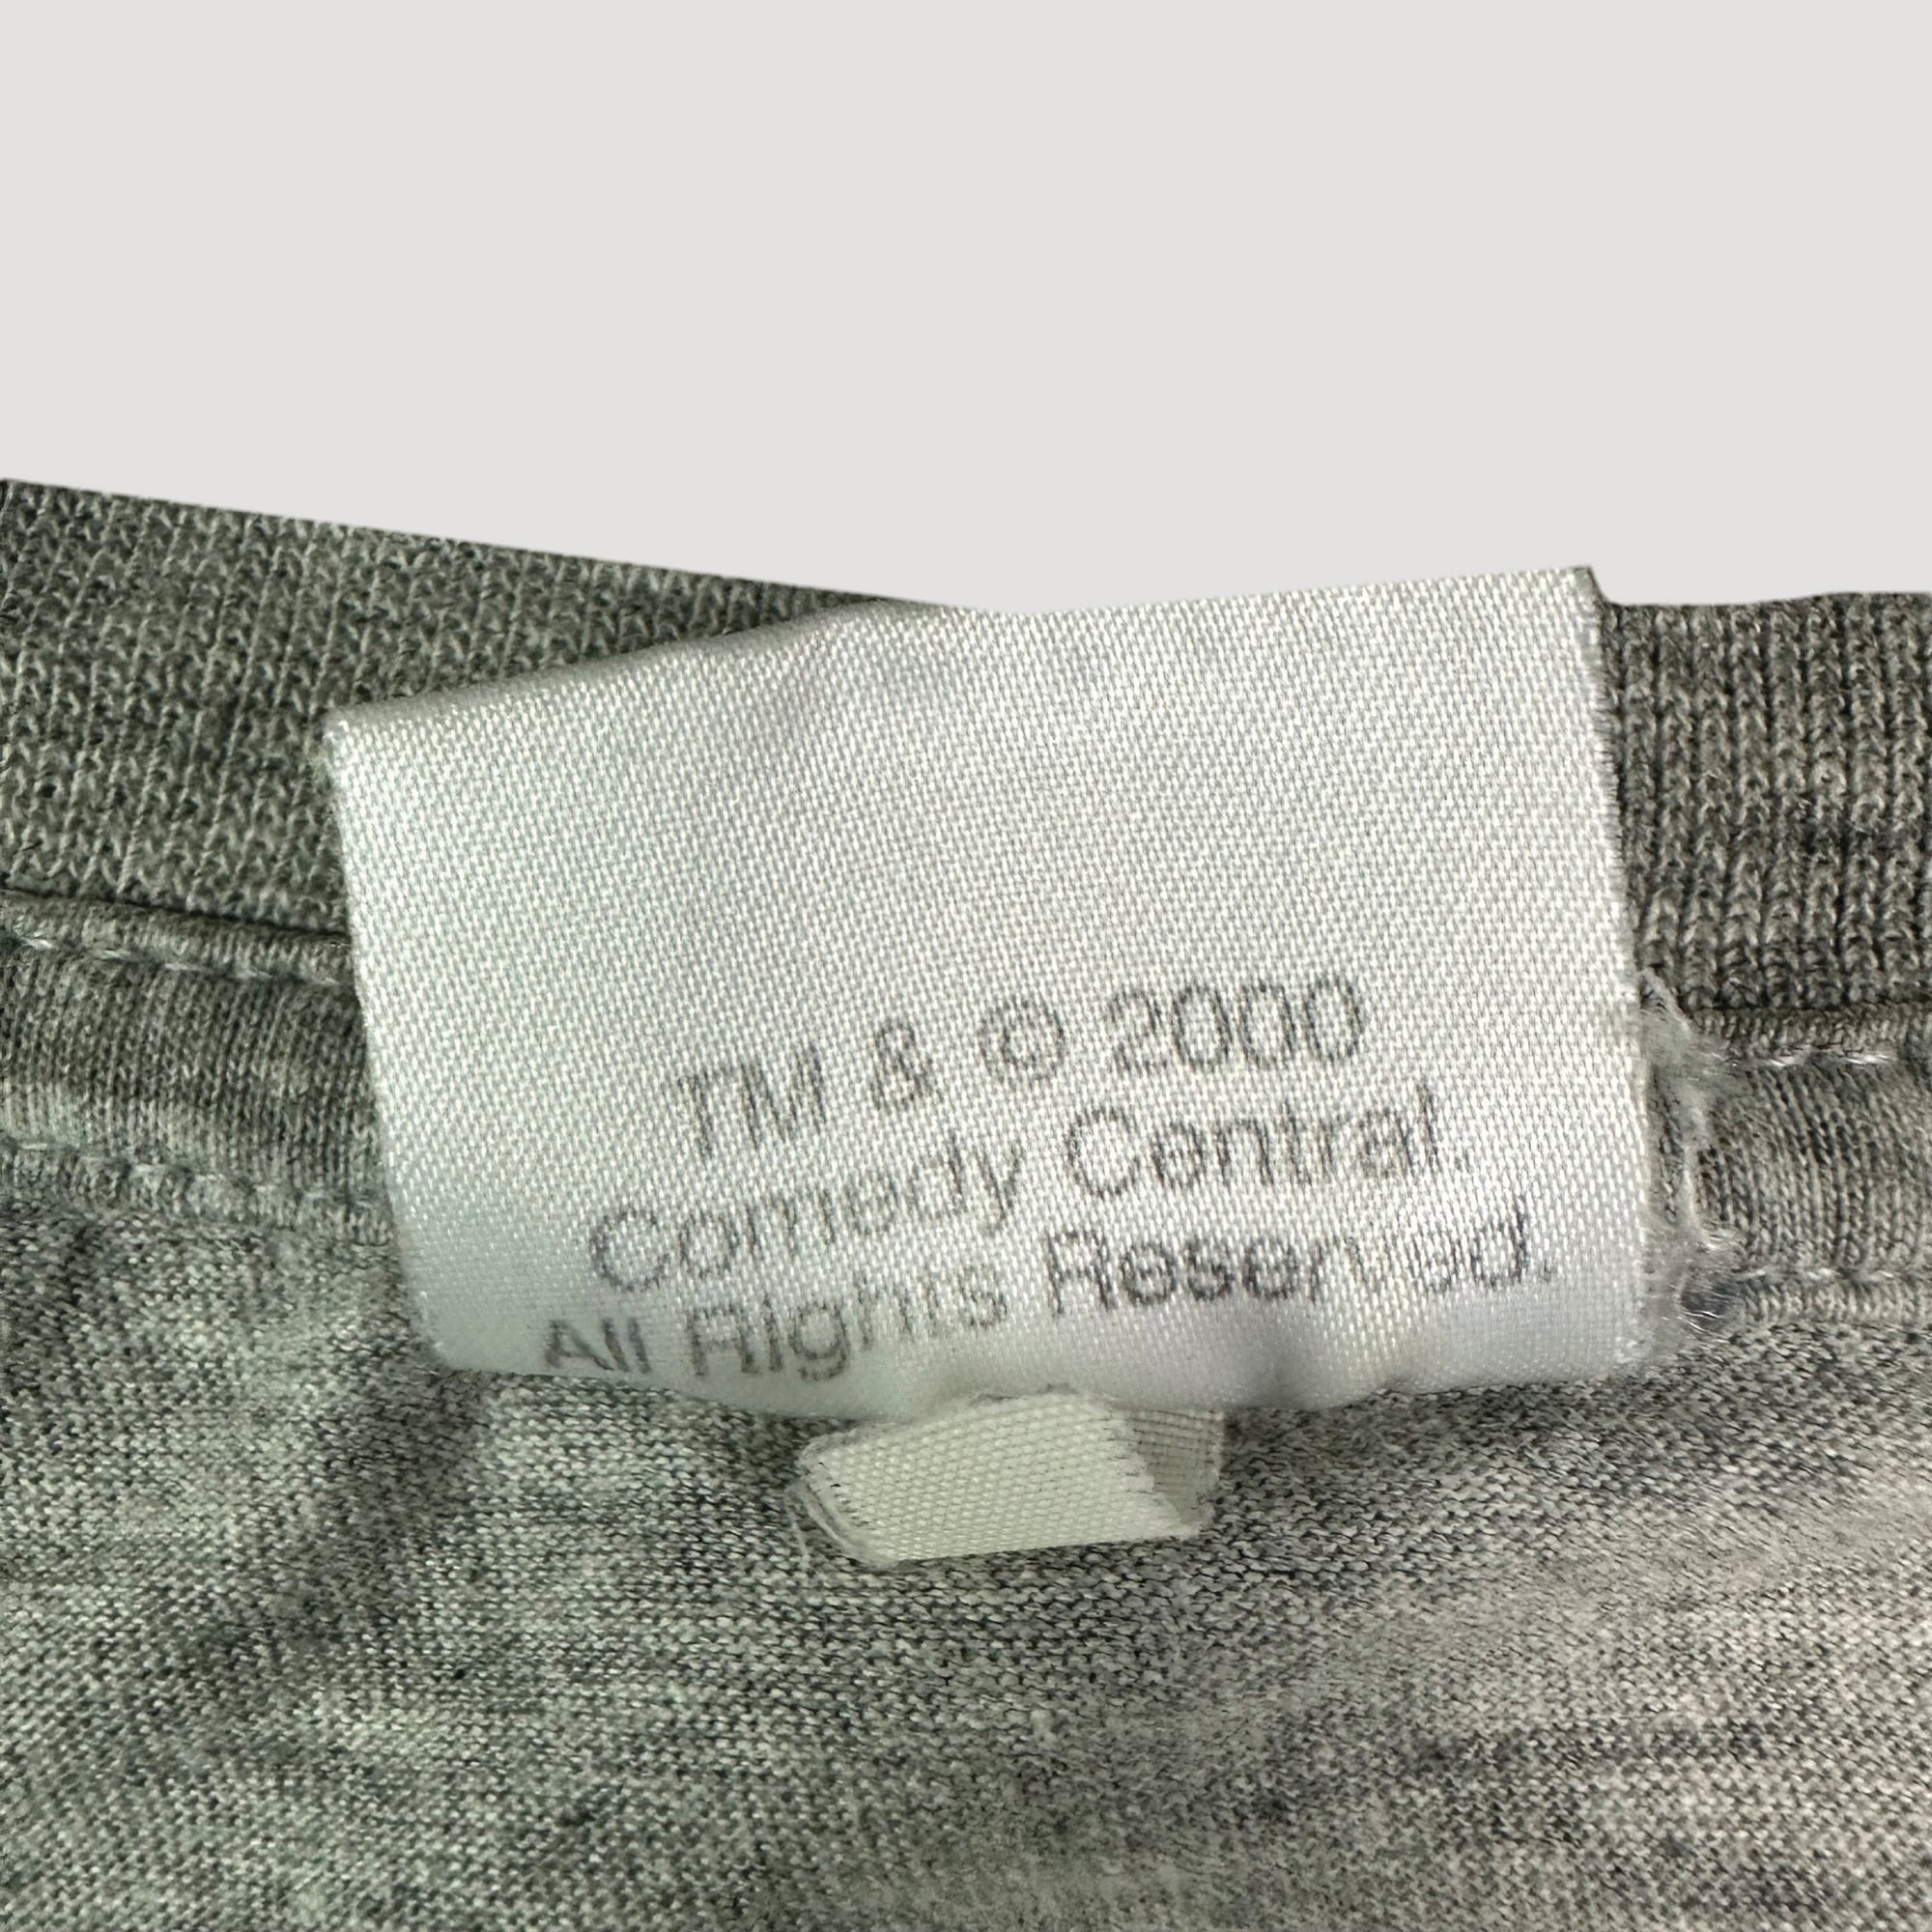 TM & © 2000
Comedy Central.
All Rights Reserved.